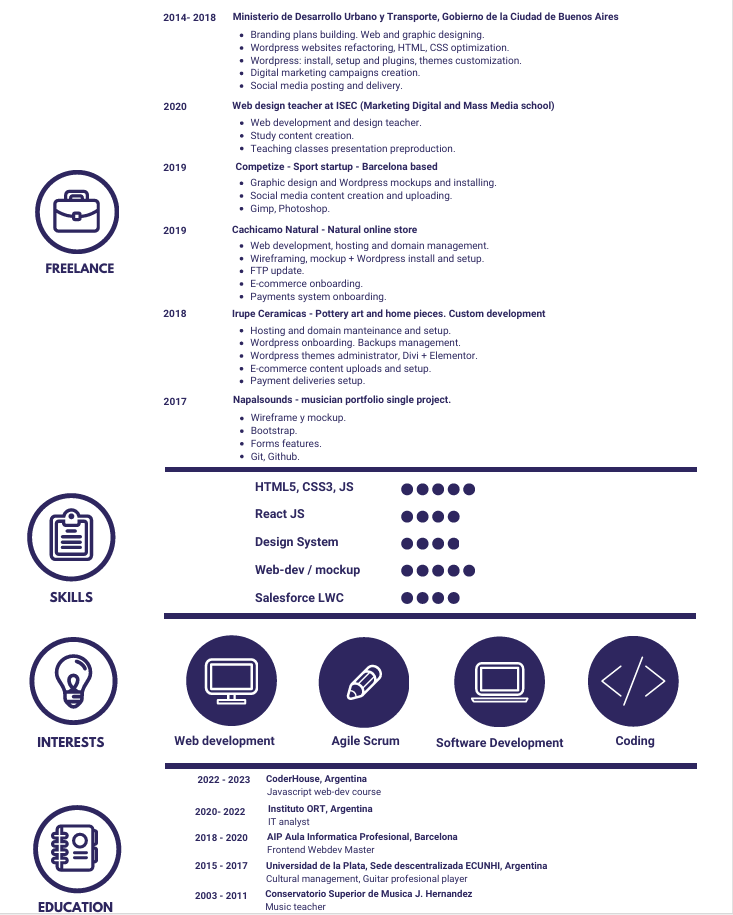 2014- 2018 Ministerio de Desarrollo Urbano y Transporte, Gobierno de la Ciudad de Buenos Aires
• Branding plans building. Web and graphic designing.
• Wordpress websites refactoring, HTML, CSS optimization.
• Wordpress: install, setup and plugins, themes customization.
• Digital marketing campaigns creation.
• Social media posting and delivery.
2020 Web design teacher at ISEC (Marketing Digital and Mass Media school)
• Web development and design teacher.
• Study content creation.
• Teaching classes presentation preproduction.
2019 Competize - Sport startup - Barcelona based
• Graphic design and Wordpress mockups and installing.
• Social media content creation and uploading.
• Gimp, Photoshop.
FREELANCE
2019 Cachicamo Natural - Natural online store
• Web development, hosting and domain management.
• Wireframing, mockup + Wordpress install and setup.
• FTP update.
• E-commerce onboarding.
• Payments system onboarding.
2018 Irupe Ceramicas - Pottery art and home pieces. Custom development
• Hosting and domain manteinance and setup.
• Wordpress onboarding. Backups management.
• Wordpress themes administrator, Divi + Elementor.
• E-commerce content uploads and setup.
• Payment deliveries setup.
2017 Napalsounds - musician portfolio single project.
• Wireframe y mockup.
• Bootstrap.
• Forms features.
• Git, Github.
SKILLS
HTML5, CSS3, JS
React JS
Design System
Web-dev / mockup
Salesforce LWC
INTERESTS
Web development Agile Scrum Software Development Coding
EDUCATION
2022 - 2023 CoderHouse, Argentina
Javascript web-dev course
2020- 2022 Instituto ORT, Argentina
IT analyst
2018 - 2020 AIP Aula Informatica Profesional, Barcelona
Frontend Webdev Master
2015 - 2017 Universidad de la Plata, Sede descentralizada ECUNHI, Argentina
Cultural management, Guitar profesional player
2003 - 2011 Conservatorio Superior de Musica J. Hernandez
Music teacher